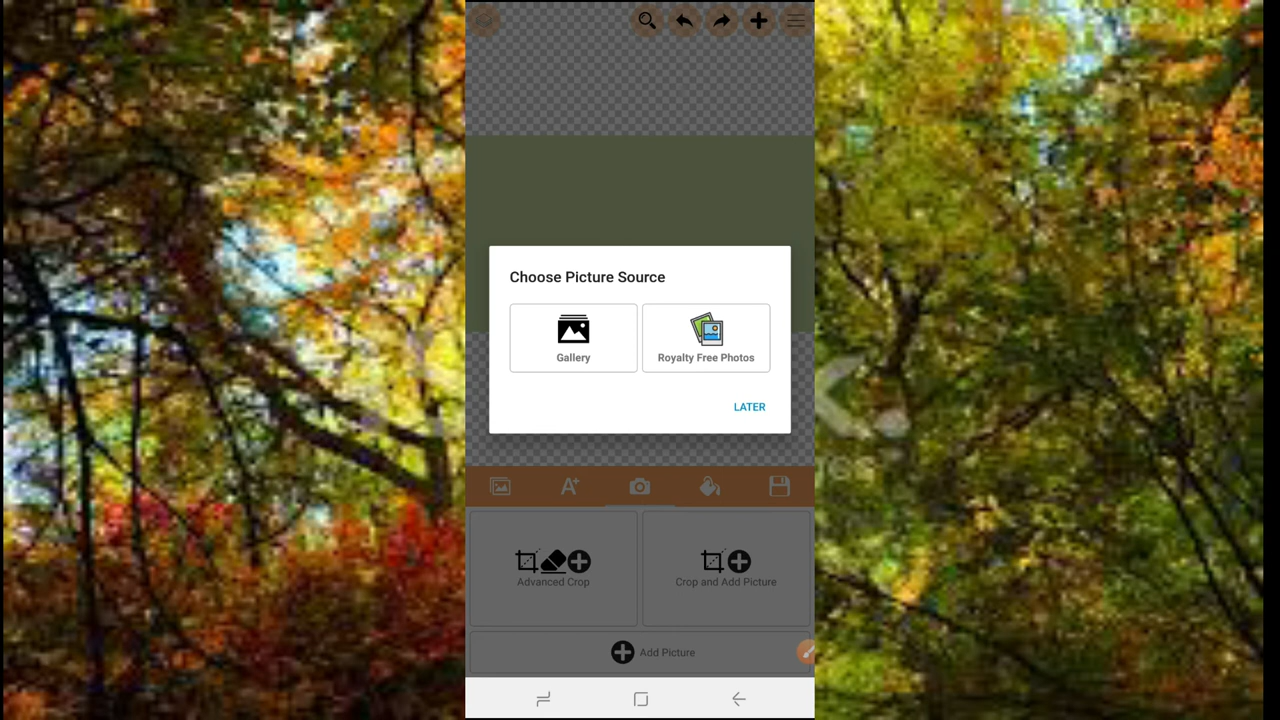 Choose Picture Source
Gallery
Royalty Free Photos
LATER
Advanced Crop
Crop and Add Picture
Add Picture